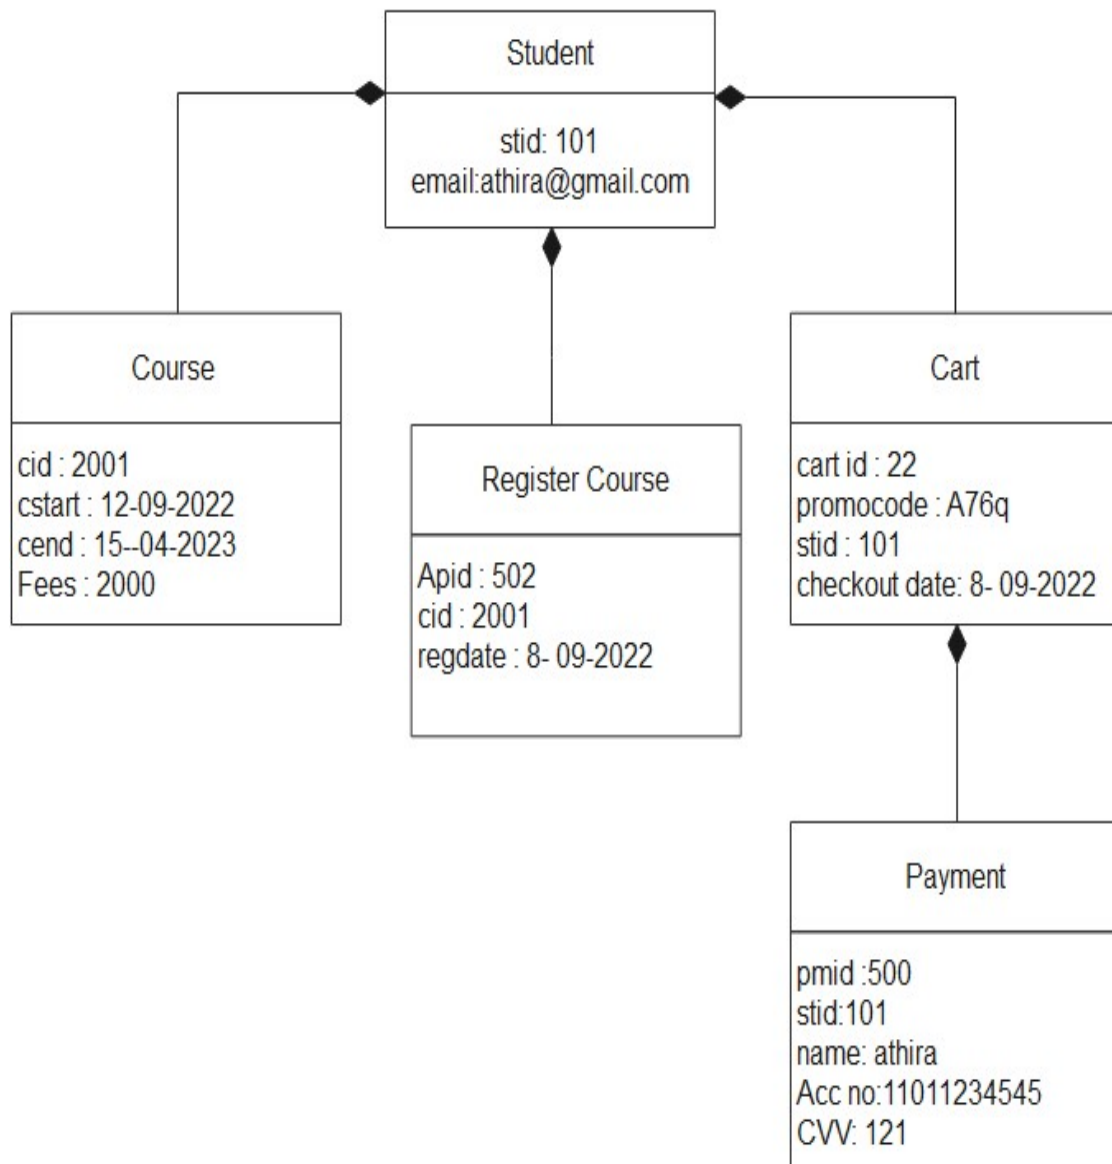 Student
stid: 101
email:athira@gmail.com
Course
cid : 2001
cstart : 12-09-2022
cend : 15--04-2023
Fees : 2000
Register Course
Apid : 502
cid : 2001
regdate : 8- 09-2022
Cart
cart id : 22
promocode : A76q
stid : 101
checkout date: 8- 09-2022
Payment
pmid :500
stid:101
name: athira
Acc no:11011234545
CVV: 121